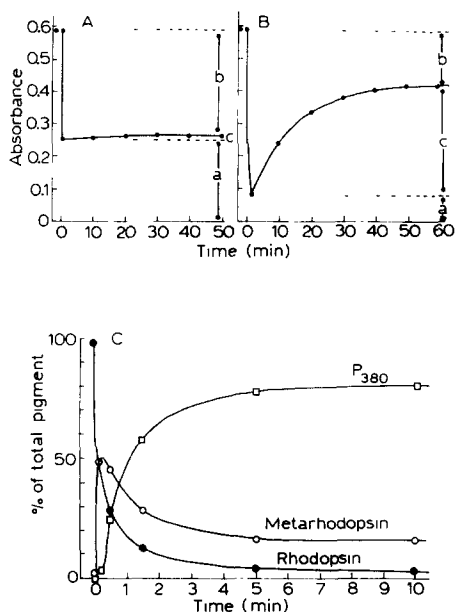 A
B
Absorbance
0.6
0.5
0.4
0.3
0.2
0.1
0
b
c
a
b
c
a
0 10 20 30 40 50
0 10 20 30 40 50 60
Time (min)
C
% of total pigment
100
50
0
P380
Metarhodopsin
Rhodopsin
0 1 2 3 4 5 6 7 8 9 10
Time (min)